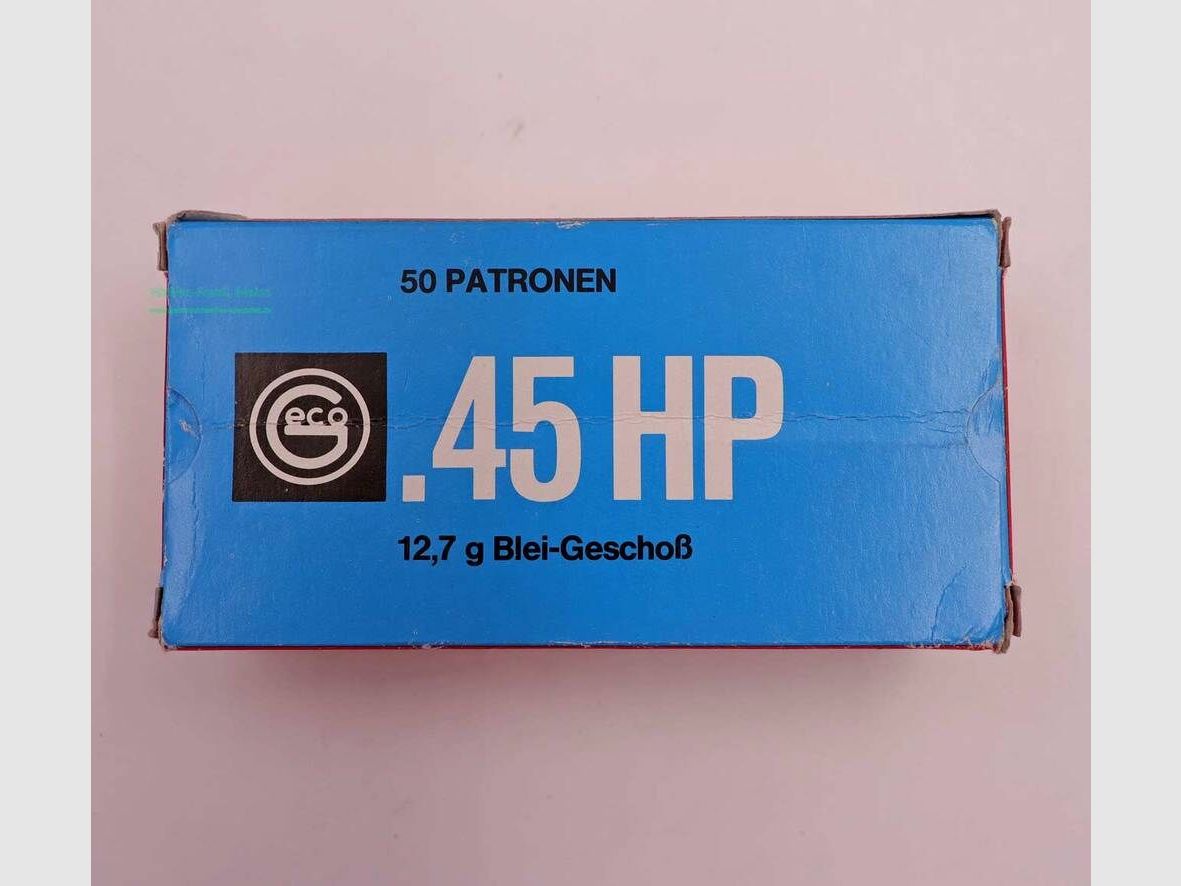 50 PATRONEN
Geco
.45 HP
12,7 g Blei-Geschoß